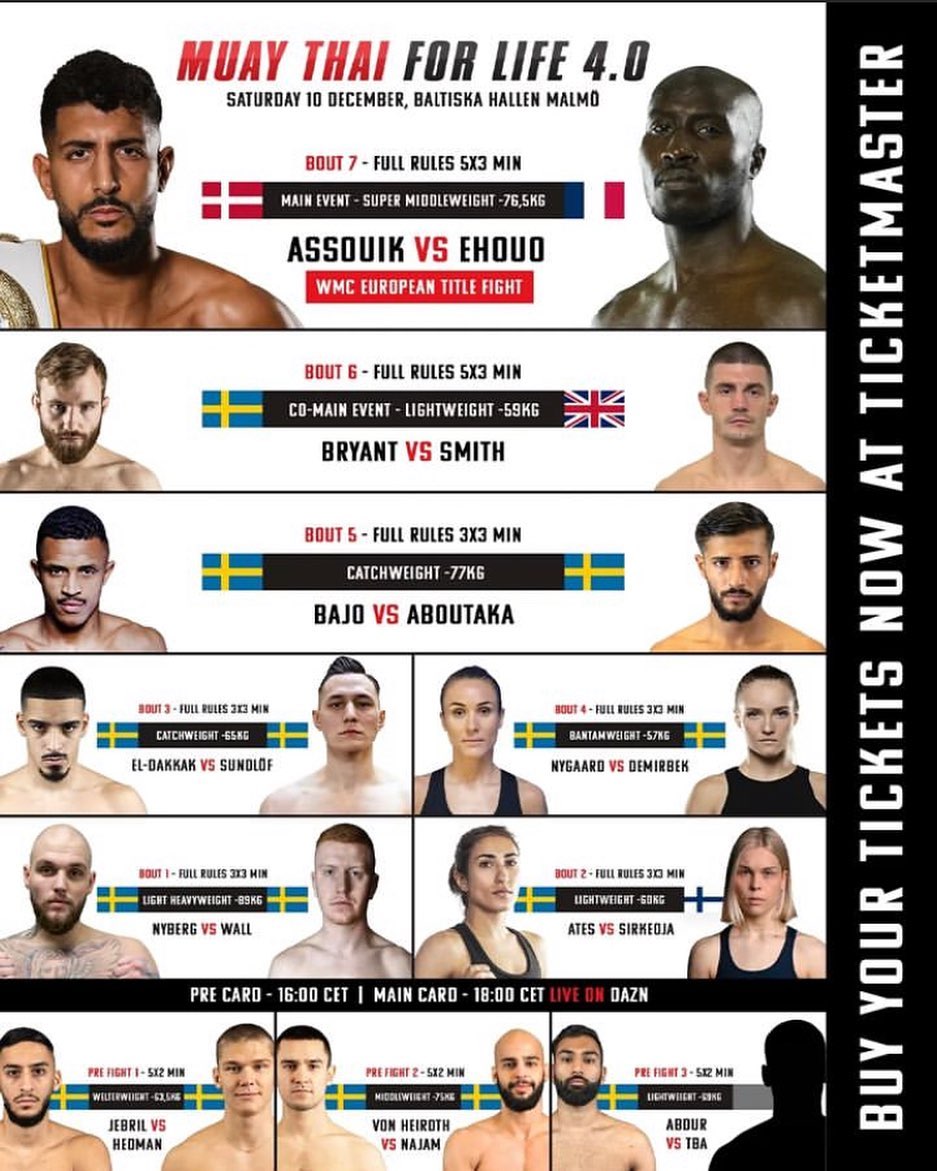 MUAY THAI FOR LIFE 4.0
SATURDAY 10 DECEMBER, BALTISKA HALLEN MALMÖ
BOUT 7 - FULL RULES 5X3 MIN
MAIN EVENT - SUPER MIDDLEWEIGHT -76,5KG
ASSOUIK VS EHOUO
WMC EUROPEAN TITLE FIGHT
BOUT 6 - FULL RULES 5X3 MIN
CO-MAIN EVENT - LIGHTWEIGHT -59KG
BRYANT VS SMITH
BOUT 5 - FULL RULES 3X3 MIN
CATCHWEIGHT -77KG
BAJO VS ABOUTAKA
BOUT 3 - FULL RULES 3X3 MIN
CATCHWEIGHT -65KG
EL-DAKKAK VS SUNDLÖF
BOUT 4 - FULL RULES 3X3 MIN
BANTAMWEIGHT -57KG
NYGAARD VS DEMIRBEK
BOUT 1 - FULL RULES 3X3 MIN
LIGHT HEAVYWEIGHT -89KG
NYBERG VS WALL
BOUT 2 - FULL RULES 3X3 MIN
LIGHTWEIGHT -60KG
ATES VS SIRKEOJA
PRE CARD - 16:00 CET | MAIN CARD - 18:00 CET LIVE ON DAZN
PRE FIGHT 1 - 5X2 MIN
WELTERWEIGHT -63,5KG
JEBRIL VS
HEDMAN
PRE FIGHT 2 - 5X2 MIN
MIDDLEWEIGHT -75KG
VON HEIROTH
VS NAJAM
PRE FIGHT 3 - 5X2 MIN
LIGHTWEIGHT -69KG
ABDUR
VS TBA
BUY YOUR TICKETS NOW AT TICKETMASTER